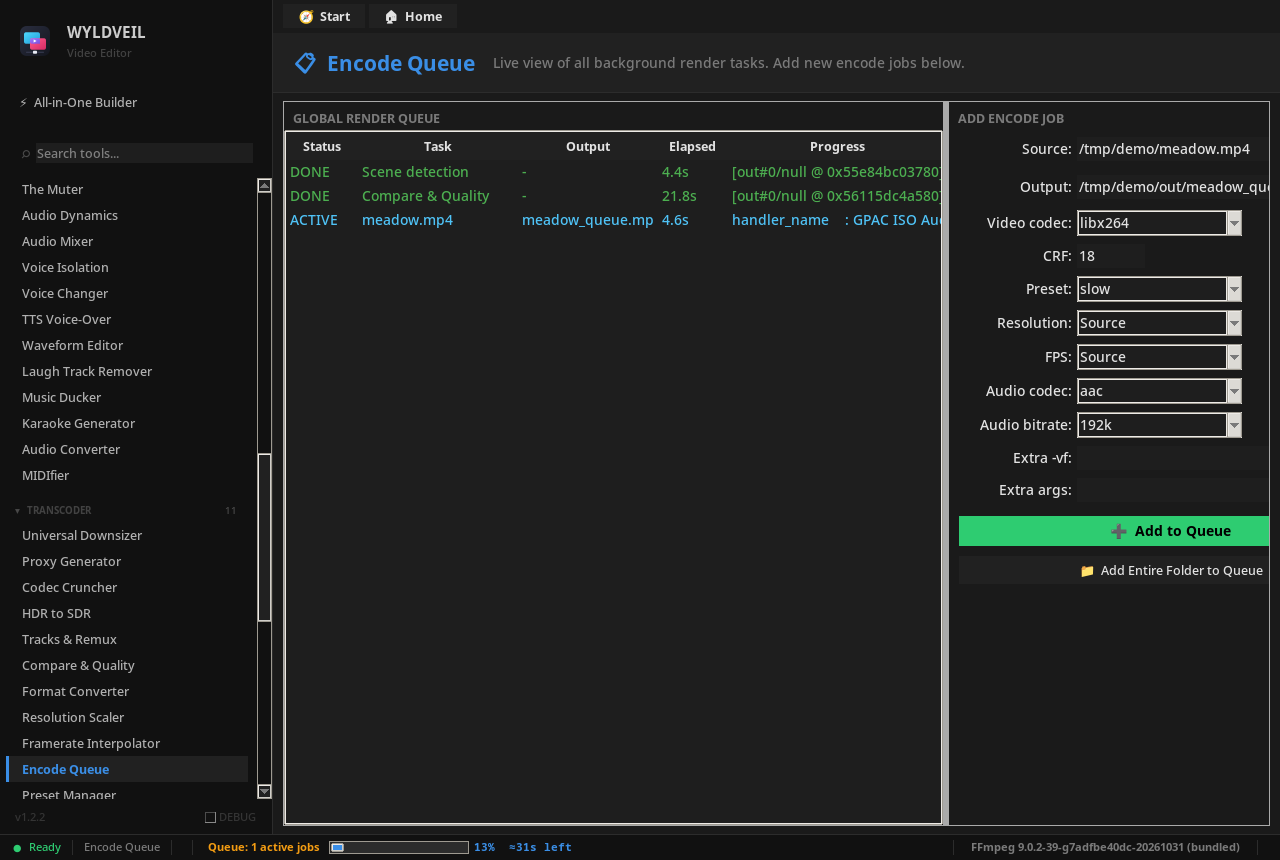 WYLDVEIL
Video Editor
⚡ All-in-One Builder
Search tools...
The Muter
Audio Dynamics
Audio Mixer
Voice Isolation
Voice Changer
TTS Voice-Over
Waveform Editor
Laugh Track Remover
Music Ducker
Karaoke Generator
Audio Converter
MIDIfier
▾ TRANSCODER 11
Universal Downsizer
Proxy Generator
Codec Cruncher
HDR to SDR
Tracks & Remux
Compare & Quality
Format Converter
Resolution Scaler
Framerate Interpolator
Encode Queue
Preset Manager
v1.2.2 DEBUG
Start Home
Encode Queue Live view of all background render tasks. Add new encode jobs below.
GLOBAL RENDER QUEUE
Status Task Output Elapsed Progress
DONE Scene detection - 4.4s [out#0/null @ 0x55e84bc03780]
DONE Compare & Quality - 21.8s [out#0/null @ 0x56115dc4a580]
ACTIVE meadow.mp4 meadow_queue.mp 4.6s handler_name : GPAC ISO Au
ADD ENCODE JOB
Source: /tmp/demo/meadow.mp4
Output: /tmp/demo/out/meadow_que
Video codec: libx264
CRF: 18
Preset: slow
Resolution: Source
FPS: Source
Audio codec: aac
Audio bitrate: 192k
Extra -vf:
Extra args:
➕ Add to Queue
📁 Add Entire Folder to Queue
● Ready Encode Queue Queue: 1 active jobs 13% ≈31s left FFmpeg 9.0.2-39-g7adfbe40dc-20261031 (bundled)